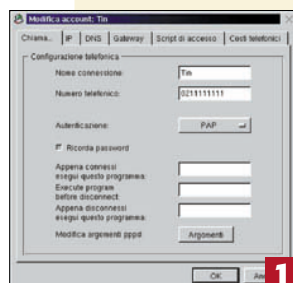 Modifica account: Tin
Chiama... IP DNS Gateway Script di accesso Costi telefonici
Configurazione telefonica
Nome connessione: Tin
Numero telefonico: 0211111111
Autenticazione: PAP
Ricorda password
Appena connessi
esegui questo programma:
Execute program
before disconnect:
Appena disconnessi
esegui questo programma:
Modifica argomenti pppd Argomenti
OK
1